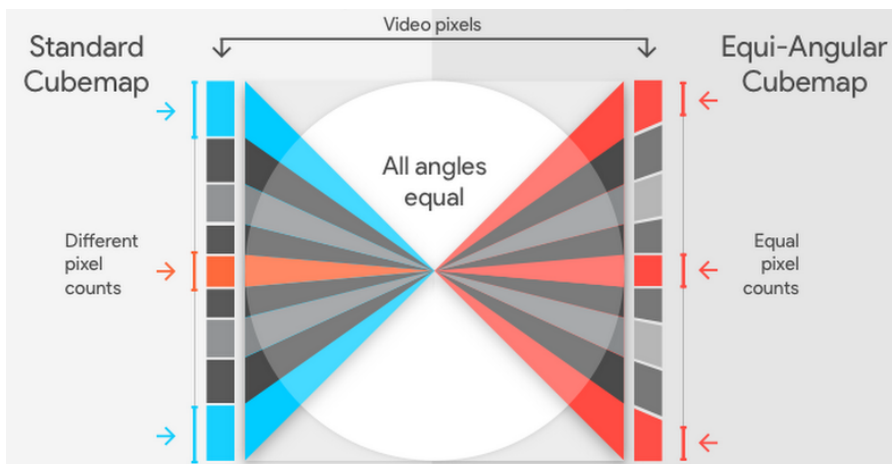 Video pixels
Standard
Cubemap
Equi-Angular
Cubemap
All angles
equal
Different
pixel
counts
Equal
pixel
counts